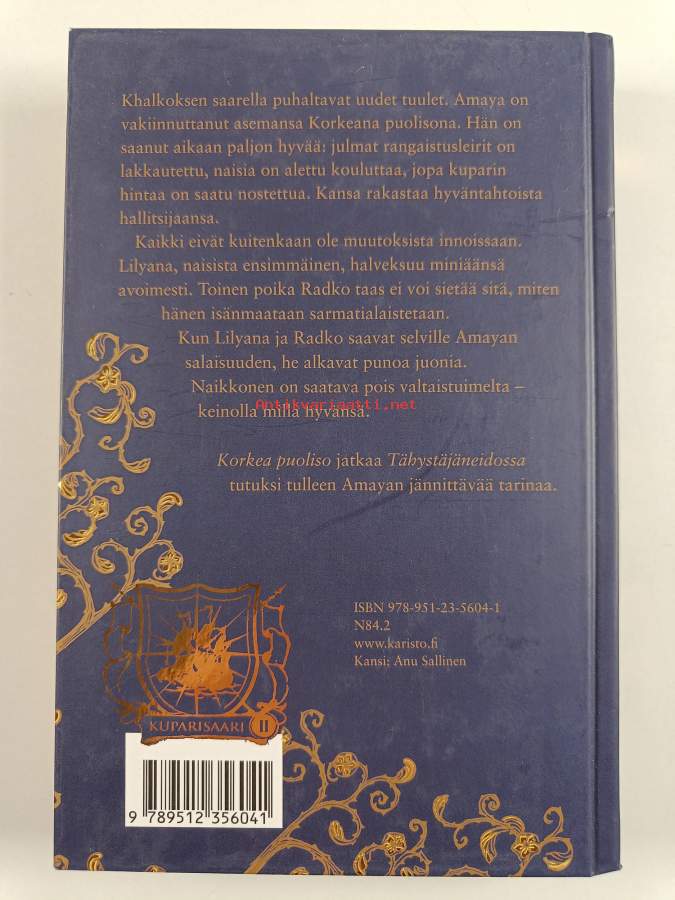 Khalkoksen saarella puhaltavat uudet tuulet. Amaya on
vakiinnuttanut asemansa Korkeana puolisona. Hän on
saanut aikaan paljon hyvää: julmat rangaistusleirit on
lakkautettu, naisia on alettu kouluttaa, jopa kuparin
hintaa on saatu nostettua. Kansa rakastaa hyväntahtoista
hallitsijaansa.
Kaikki eivät kuitenkaan ole muutoksista innoissaan.
Lilyana, naisista ensimmäinen, halveksuu miniäänsä
avoimesti. Toinen poika Radko taas ei voi sietää sitä, miten
hänen isänmaataan sarmatialaistetaan.
Kun Lilyana ja Radko saavat selville Amayan
salaisuuden, he alkavat punoa juonia.
Naikkonen on saatava pois valtaistuimelta –
Antikvariaatti.net
keinolla millä hyvänsä.
Korkea puoliso jatkaa Tähystäjäneidossa
tutuksi tulleen Amayan jännittävää tarinaa.
ISBN 978-951-23-5604-1
N84.2
www.karisto.fi
Kansi: Anu Sallinen
KUPARISAARI II
9 789512 356041